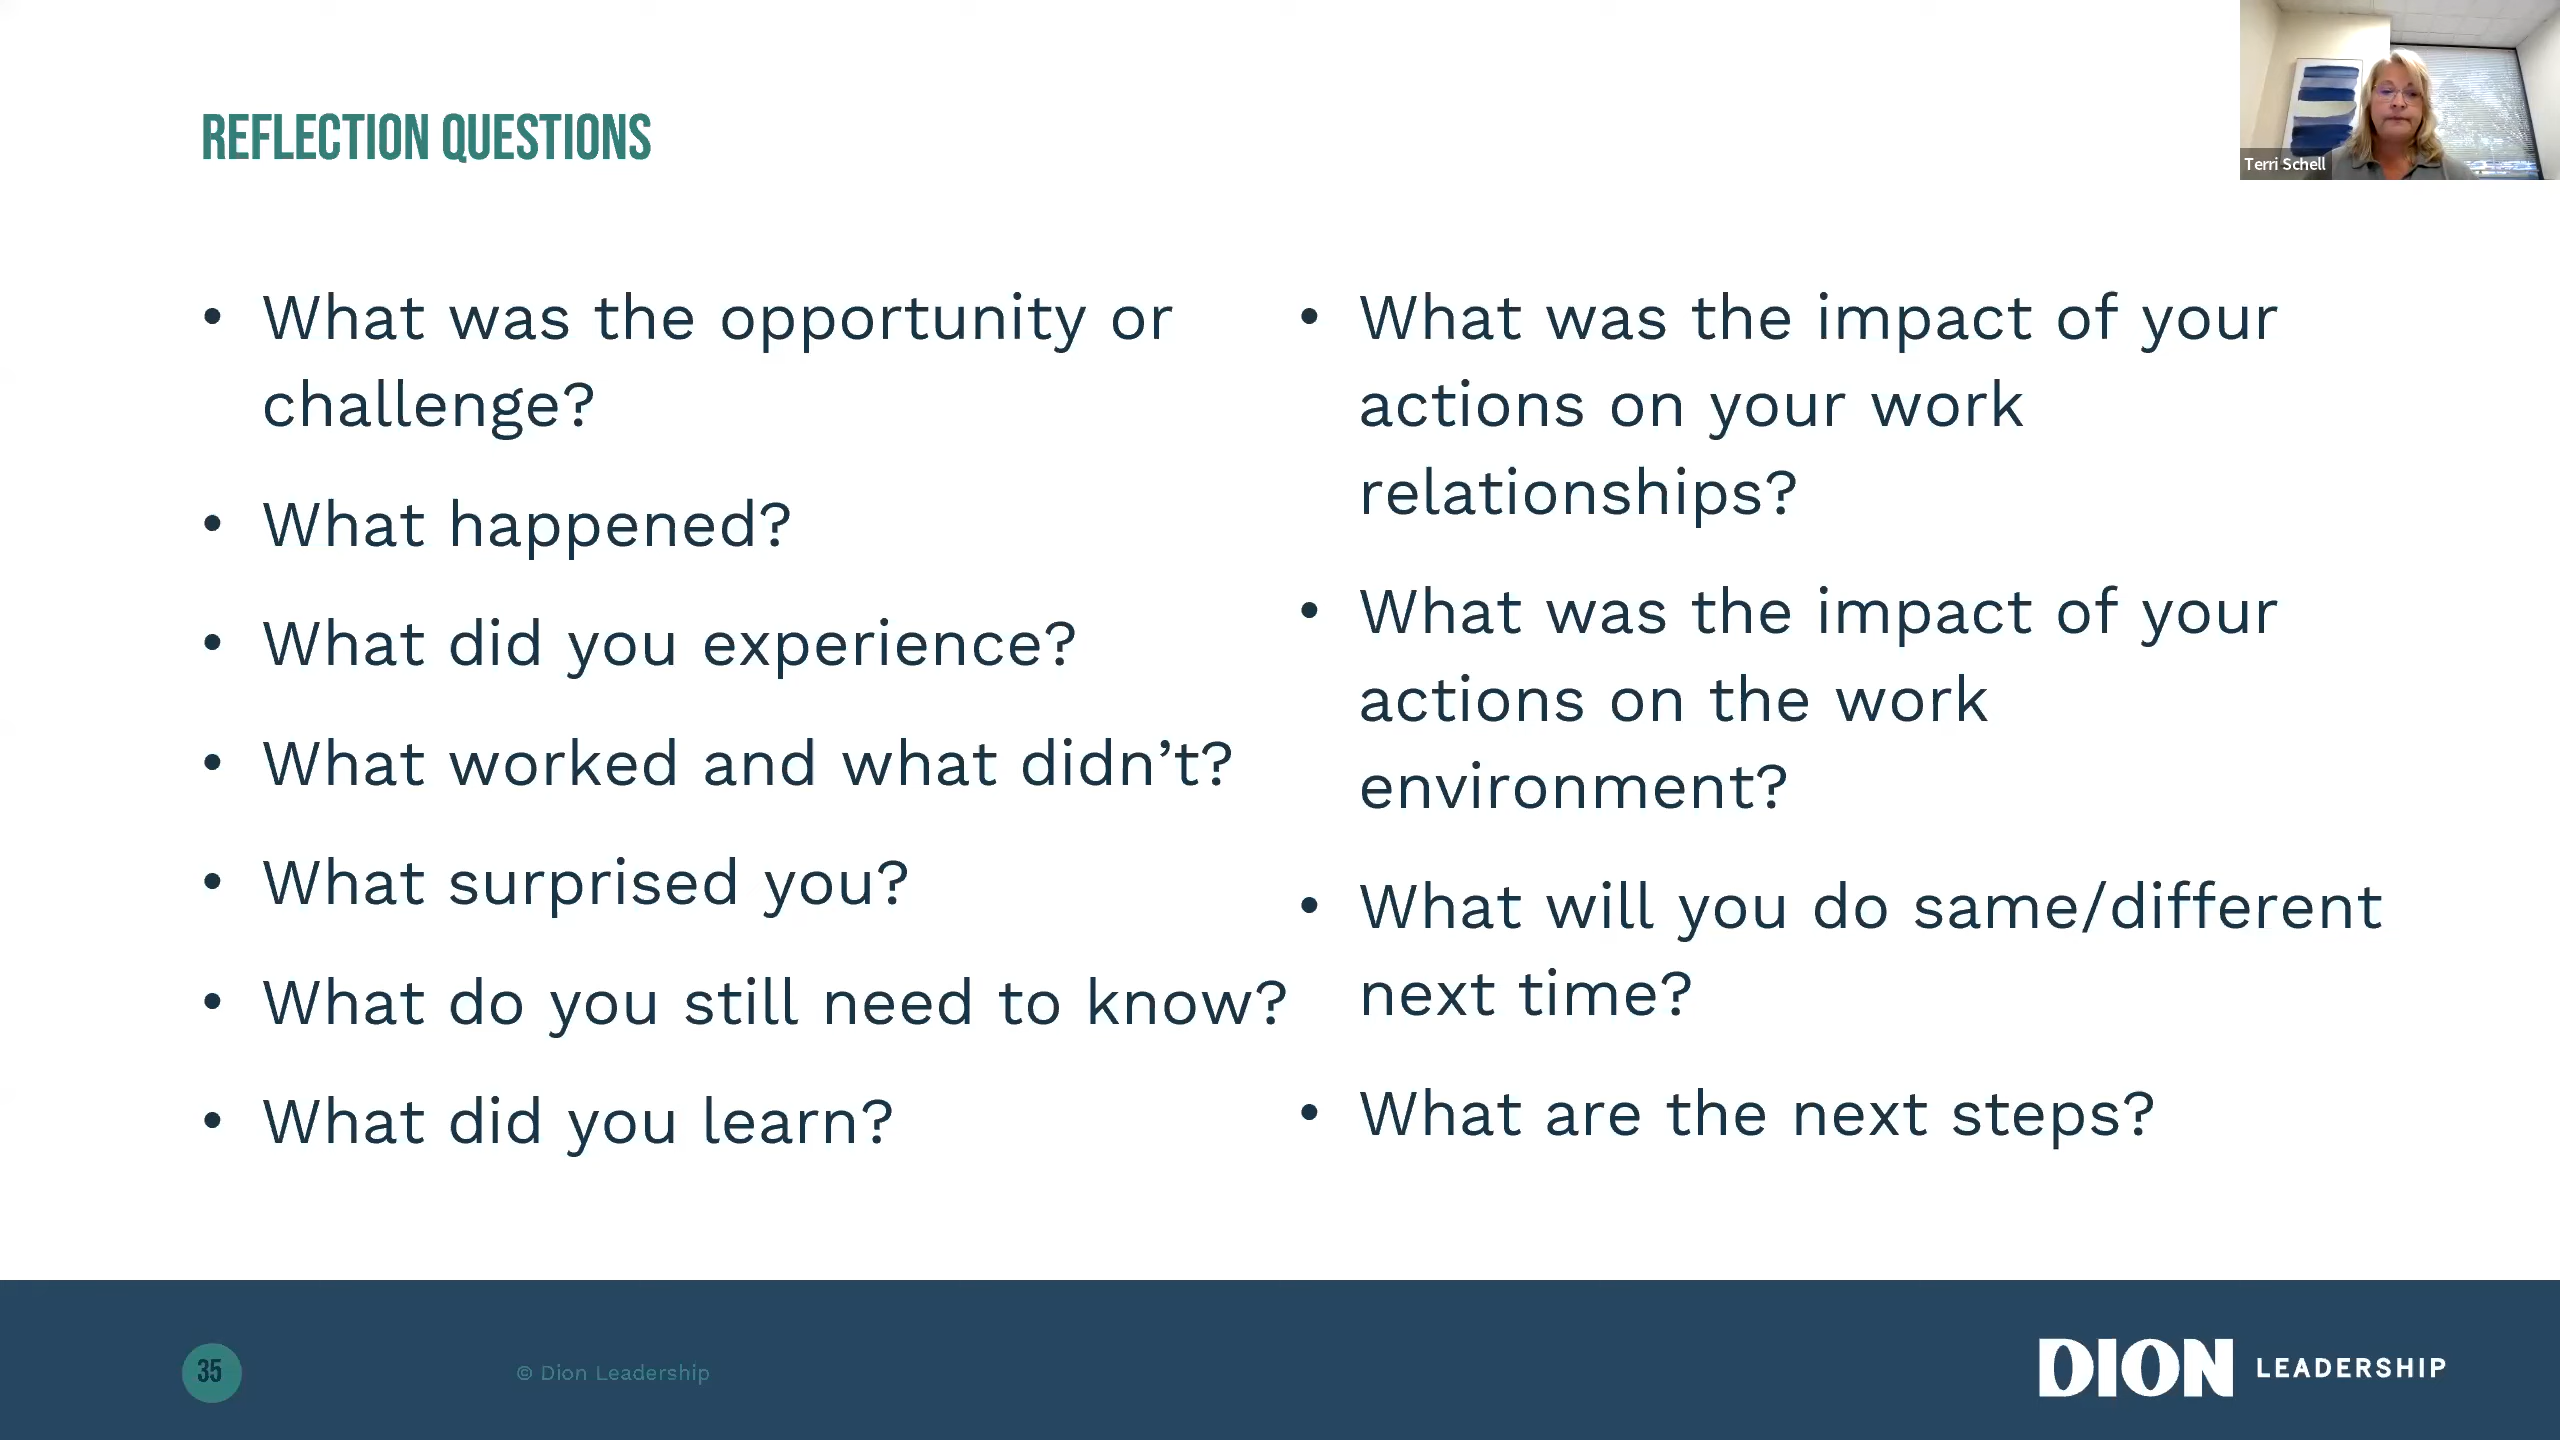 REFLECTION QUESTIONS
Terri Schell
• What was the opportunity or
challenge?
• What happened?
• What did you experience?
• What worked and what didn’t?
• What surprised you?
• What do you still need to know?
• What did you learn?
• What was the impact of your
actions on your work
relationships?
• What was the impact of your
actions on the work
environment?
• What will you do same/different
next time?
• What are the next steps?
35
© Dion Leadership
DION LEADERSHIP